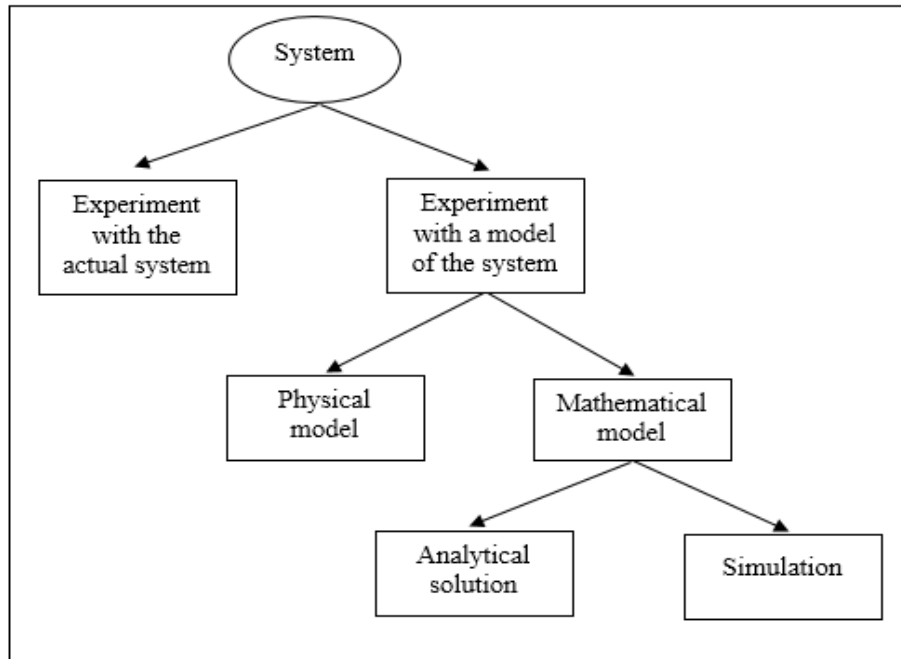 System
Experiment
with the
actual system
Experiment
with a model
of the system
Physical
model
Mathematical
model
Analytical
solution
Simulation